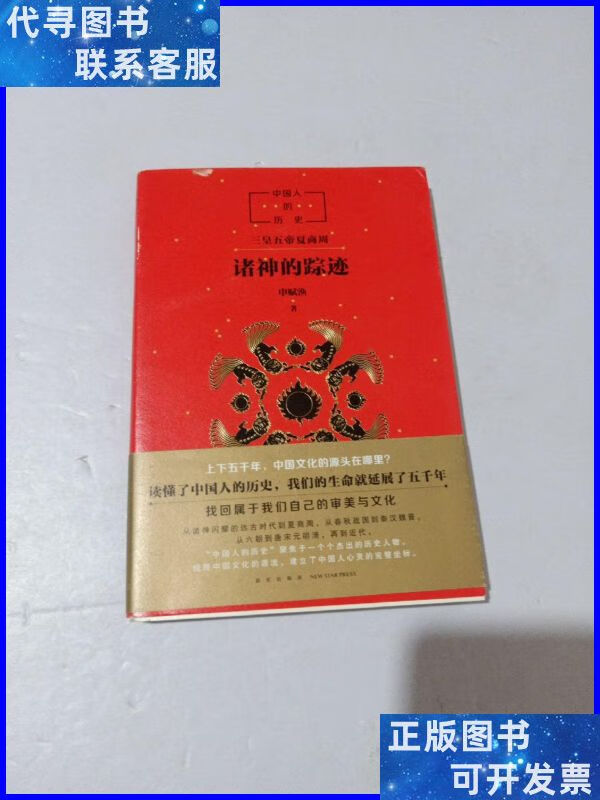 代寻图书
联系客服
中国人
的
历史
三皇五帝夏商周
诸神的踪迹
申赋渔
著
上下五千年，中国文化的源头在哪里？
读懂了中国人的历史，我们的生命就延展了五千年
找回属于我们自己的审美与文化
从诸神闪耀的远古时代到夏商周，从春秋战国到秦汉魏晋，
从六朝到唐宋元明清，再到近代，
“中国人的历史”聚焦于一个个杰出的历史人物，
找到中国文化的源流，建立了中国人心灵的完整坐标。
新星出版社 NEW STAR PRESS
正版图书
可开发票